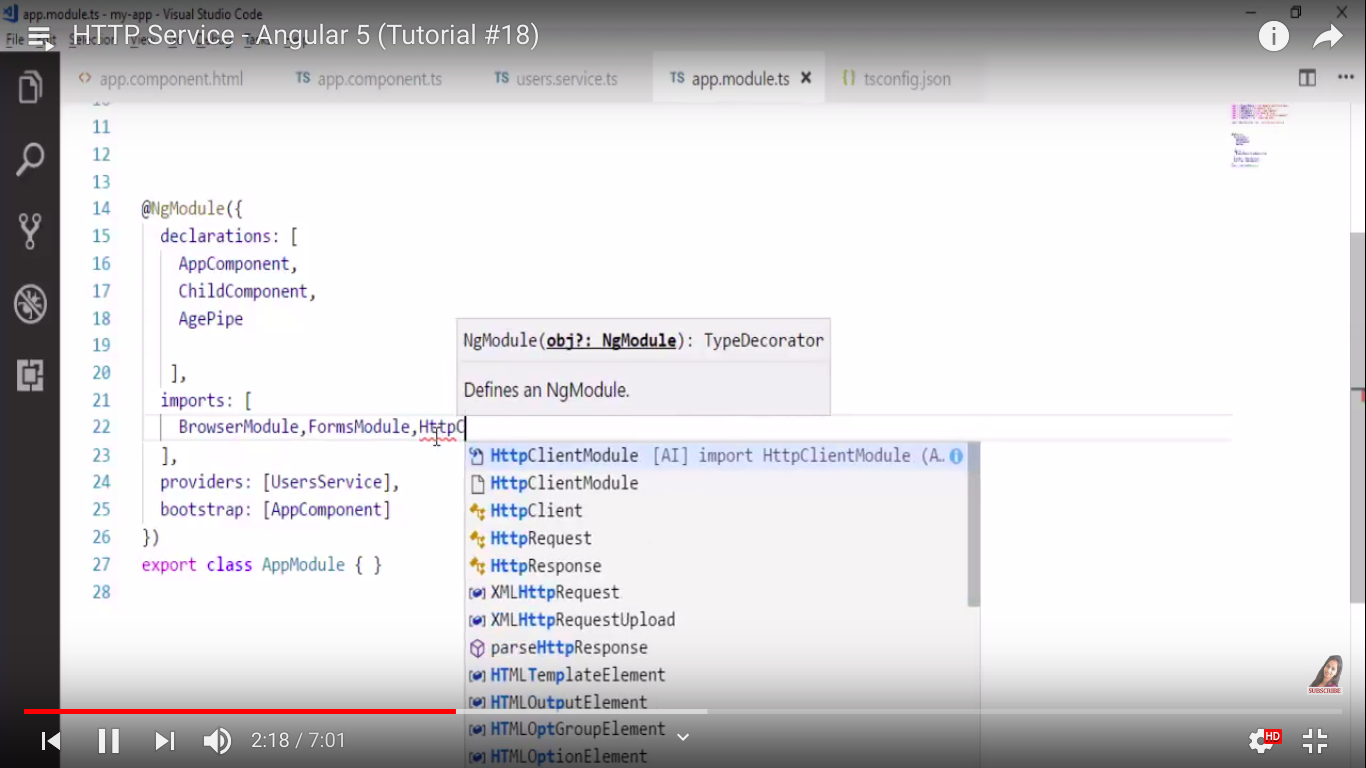 app.module.ts - my-app - Visual Studio Code
File
HTTP Service - Angular 5 (Tutorial #18)
<> app.component.html TS app.component.ts TS users.service.ts TS app.module.ts × {} tsconfig.json
10
11
12
13
14 @NgModule({
15 declarations: [
16 AppComponent,
17 ChildComponent,
18 AgePipe
19
20 ],
21 imports: [
22 BrowserModule,FormsModule,HttpC
23 ],
24 providers: [UsersService],
25 bootstrap: [AppComponent]
26 })
27 export class AppModule { }
28
NgModule(obj?: NgModule): TypeDecorator
Defines an NgModule.
HttpClientModule [AI] import HttpClientModule (A…
HttpClientModule
HttpClient
HttpRequest
HttpResponse
XMLHttpRequest
XMLHttpRequestUpload
parseHttpResponse
HTMLTemplateElement
HTMLOutputElement
HTMLOptGroupElement
HTMLOptionElement
SUBSCRIBE
2:18 / 7:01
HD